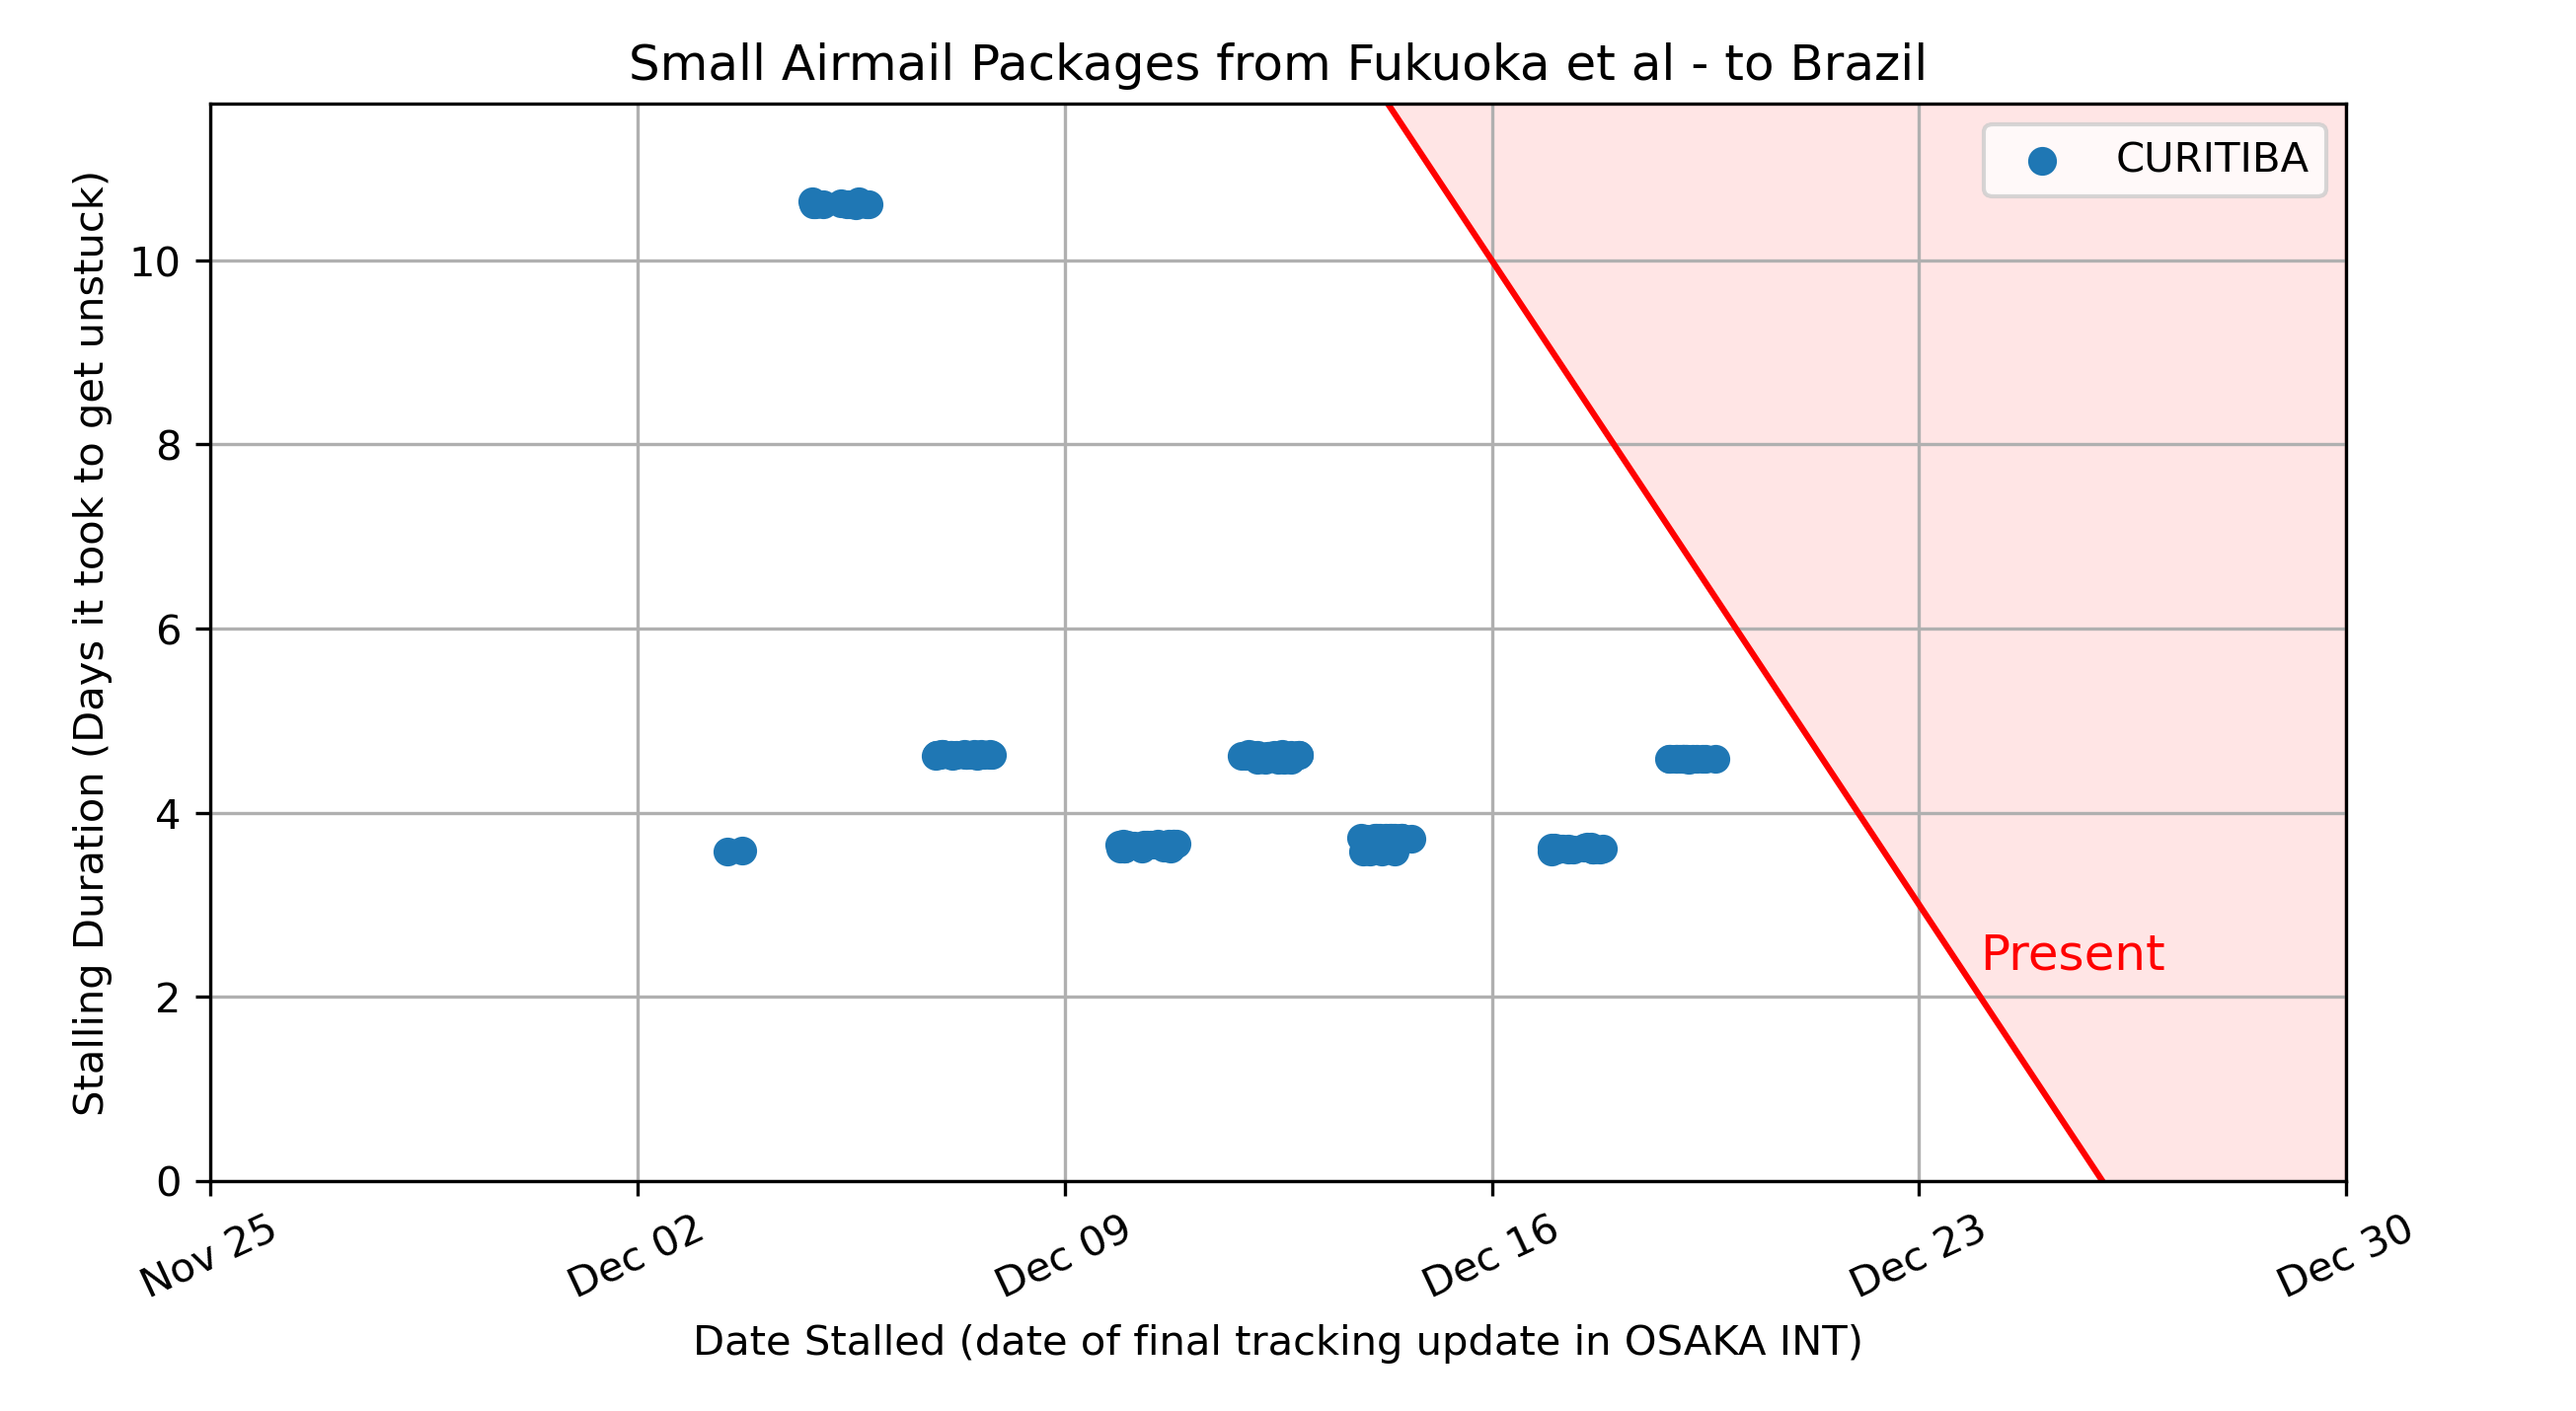 Small Airmail Packages from Fukuoka et al - to Brazil
CURITIBA
Stalling Duration (Days it took to get unstuck)
10
8
6
4
2
0
Present
Nov 25
Dec 02
Dec 09
Dec 16
Dec 23
Dec 30
Date Stalled (date of final tracking update in OSAKA INT)